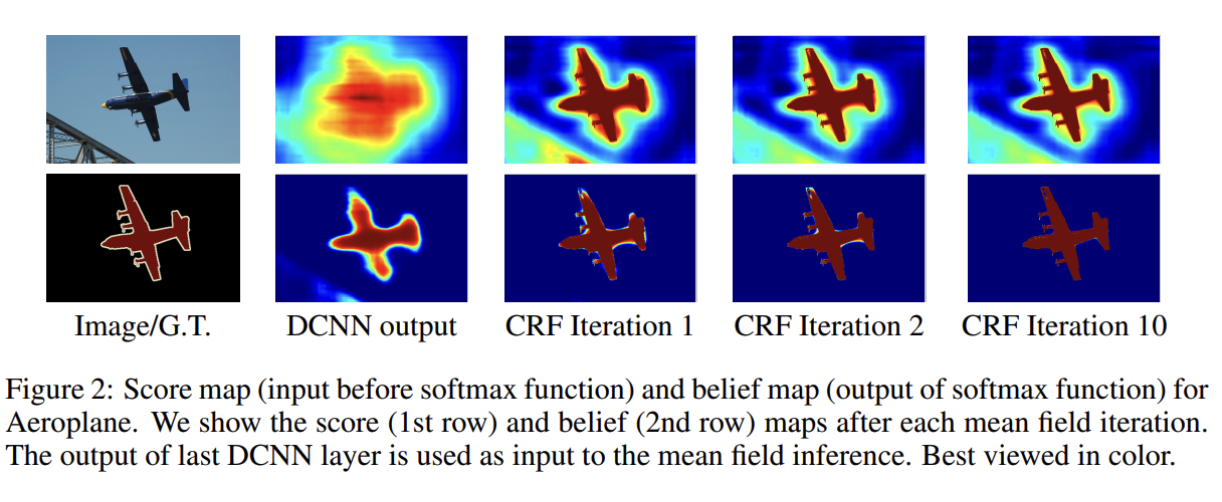 Image/G.T.
DCNN output
CRF Iteration 1
CRF Iteration 2
CRF Iteration 10
Figure 2: Score map (input before softmax function) and belief map (output of softmax function) for
Aeroplane. We show the score (1st row) and belief (2nd row) maps after each mean field iteration.
The output of last DCNN layer is used as input to the mean field inference. Best viewed in color.